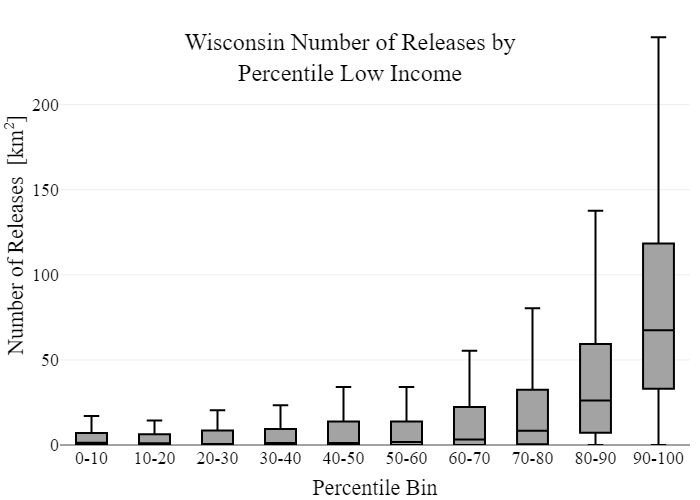 Wisconsin Number of Releases by
Percentile Low Income
Number of Releases [km²]
200
150
100
50
0
0-10 10-20 20-30 30-40 40-50 50-60 60-70 70-80 80-90 90-100
Percentile Bin